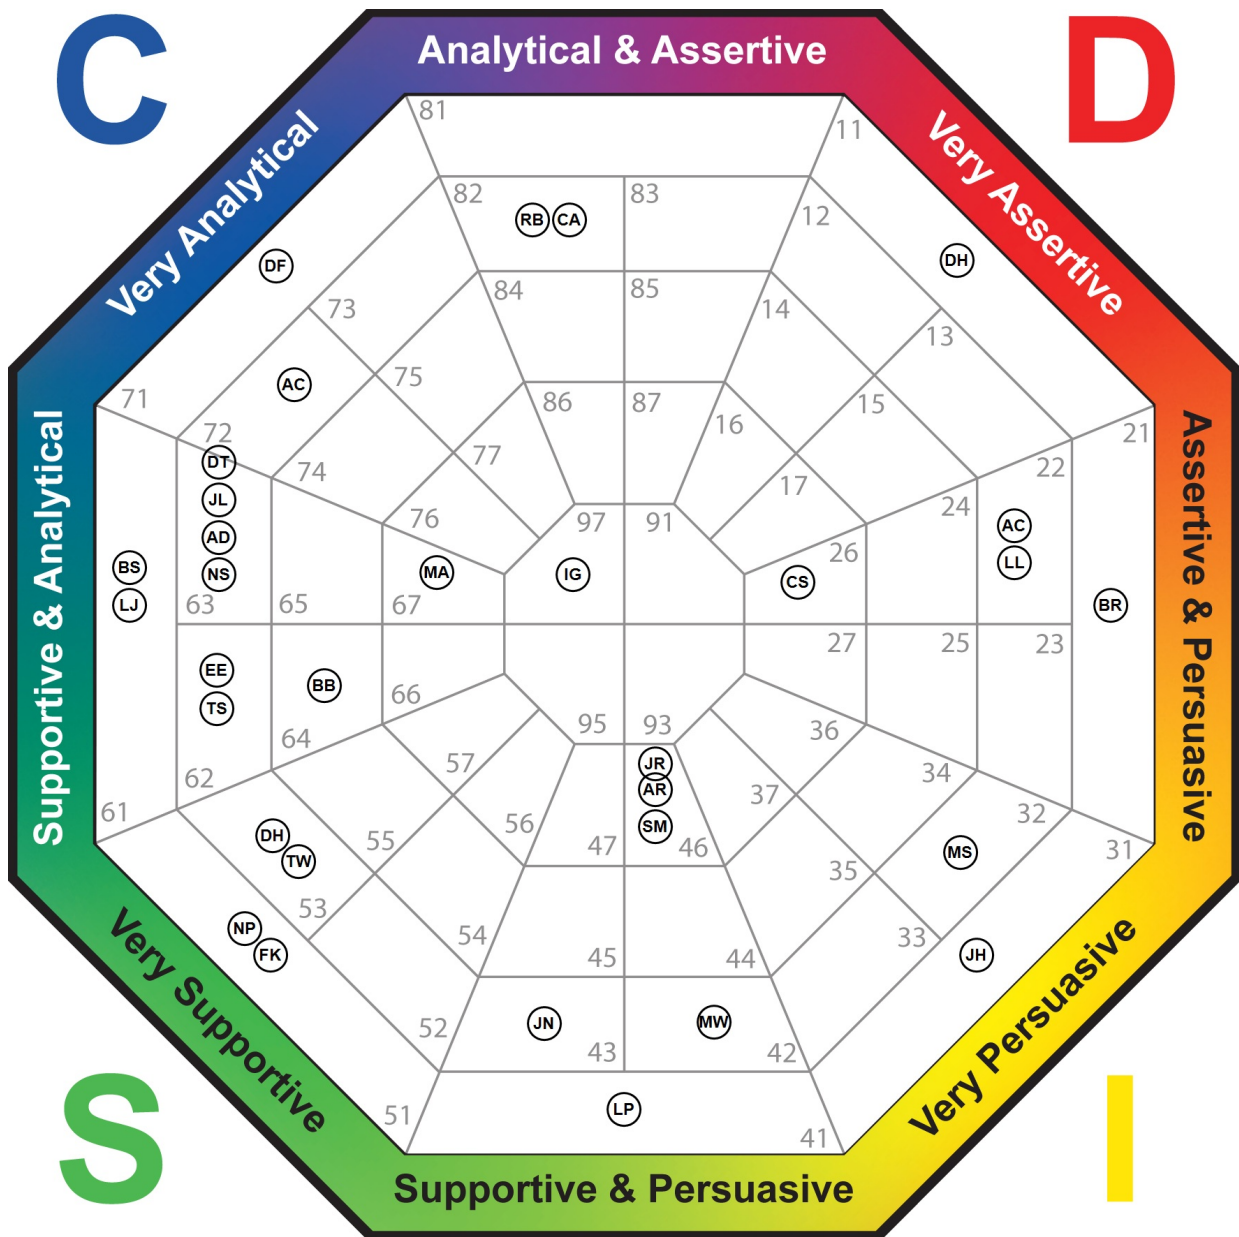 C
D
Analytical & Assertive
Very Analytical
Very Assertive
81
11
82
RB
CA
83
12
DF
DH
84
85
14
73
13
AC
75
86
87
16
15
71
72
77
17
21
22
DT
JL
74
76
97
91
24
AC
AD
26
LL
BS
NS
MA
IG
CS
LJ
63
65
67
BR
Supportive & Analytical
Assertive & Persuasive
EE
TS
BB
66
27
25
23
64
95
93
36
62
57
JR
AR
SM
37
34
61
DH
TW
55
56
47
46
35
MS
32
31
53
NP
FK
54
45
44
33
JH
52
JN
43
MW
42
51
LP
41
Very Supportive
Very Persuasive
S
I
Supportive & Persuasive